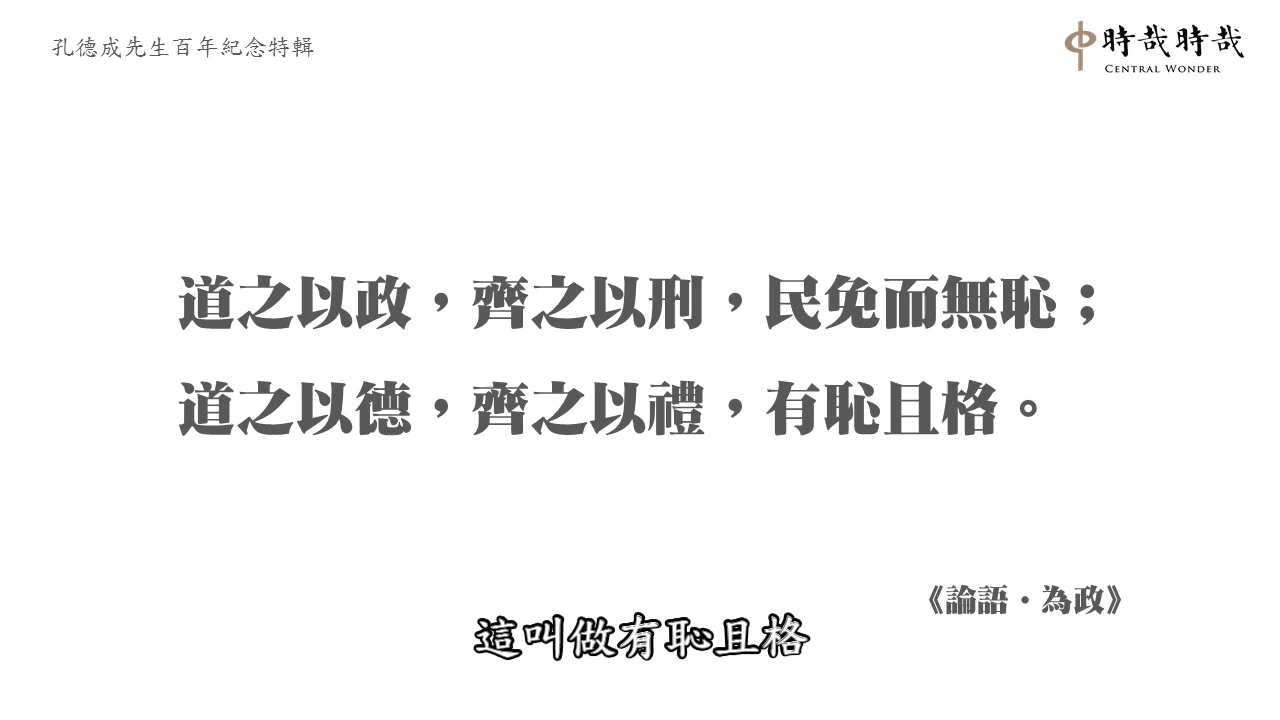 孔德成先生百年紀念特輯
時哉時哉
CENTRAL WONDER
道之以政，齊之以刑，民免而無恥；
道之以德，齊之以禮，有恥且格。
《論語·為政》
這叫做有恥且格